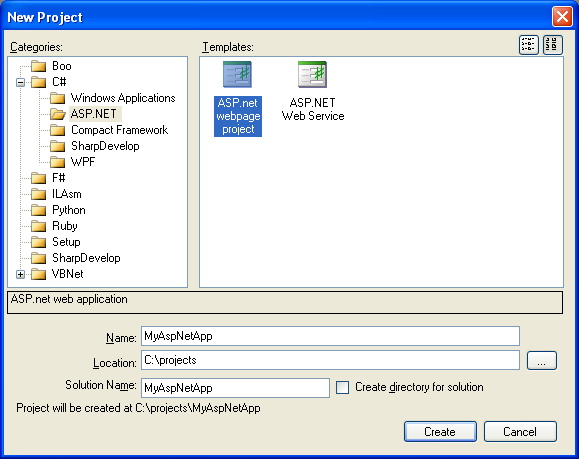 New Project
Categories:
Templates:
Boo
C#
Windows Applications
ASP.NET
Compact Framework
SharpDevelop
WPF
F#
ILAsm
Python
Ruby
Setup
SharpDevelop
VBNet
ASP.net
webpage
project
ASP.NET
Web Service
ASP.net web application
Name: MyAspNetApp
Location: C:\projects ...
Solution Name: MyAspNetApp Create directory for solution
Project will be created at C:\projects\MyAspNetApp
Create Cancel